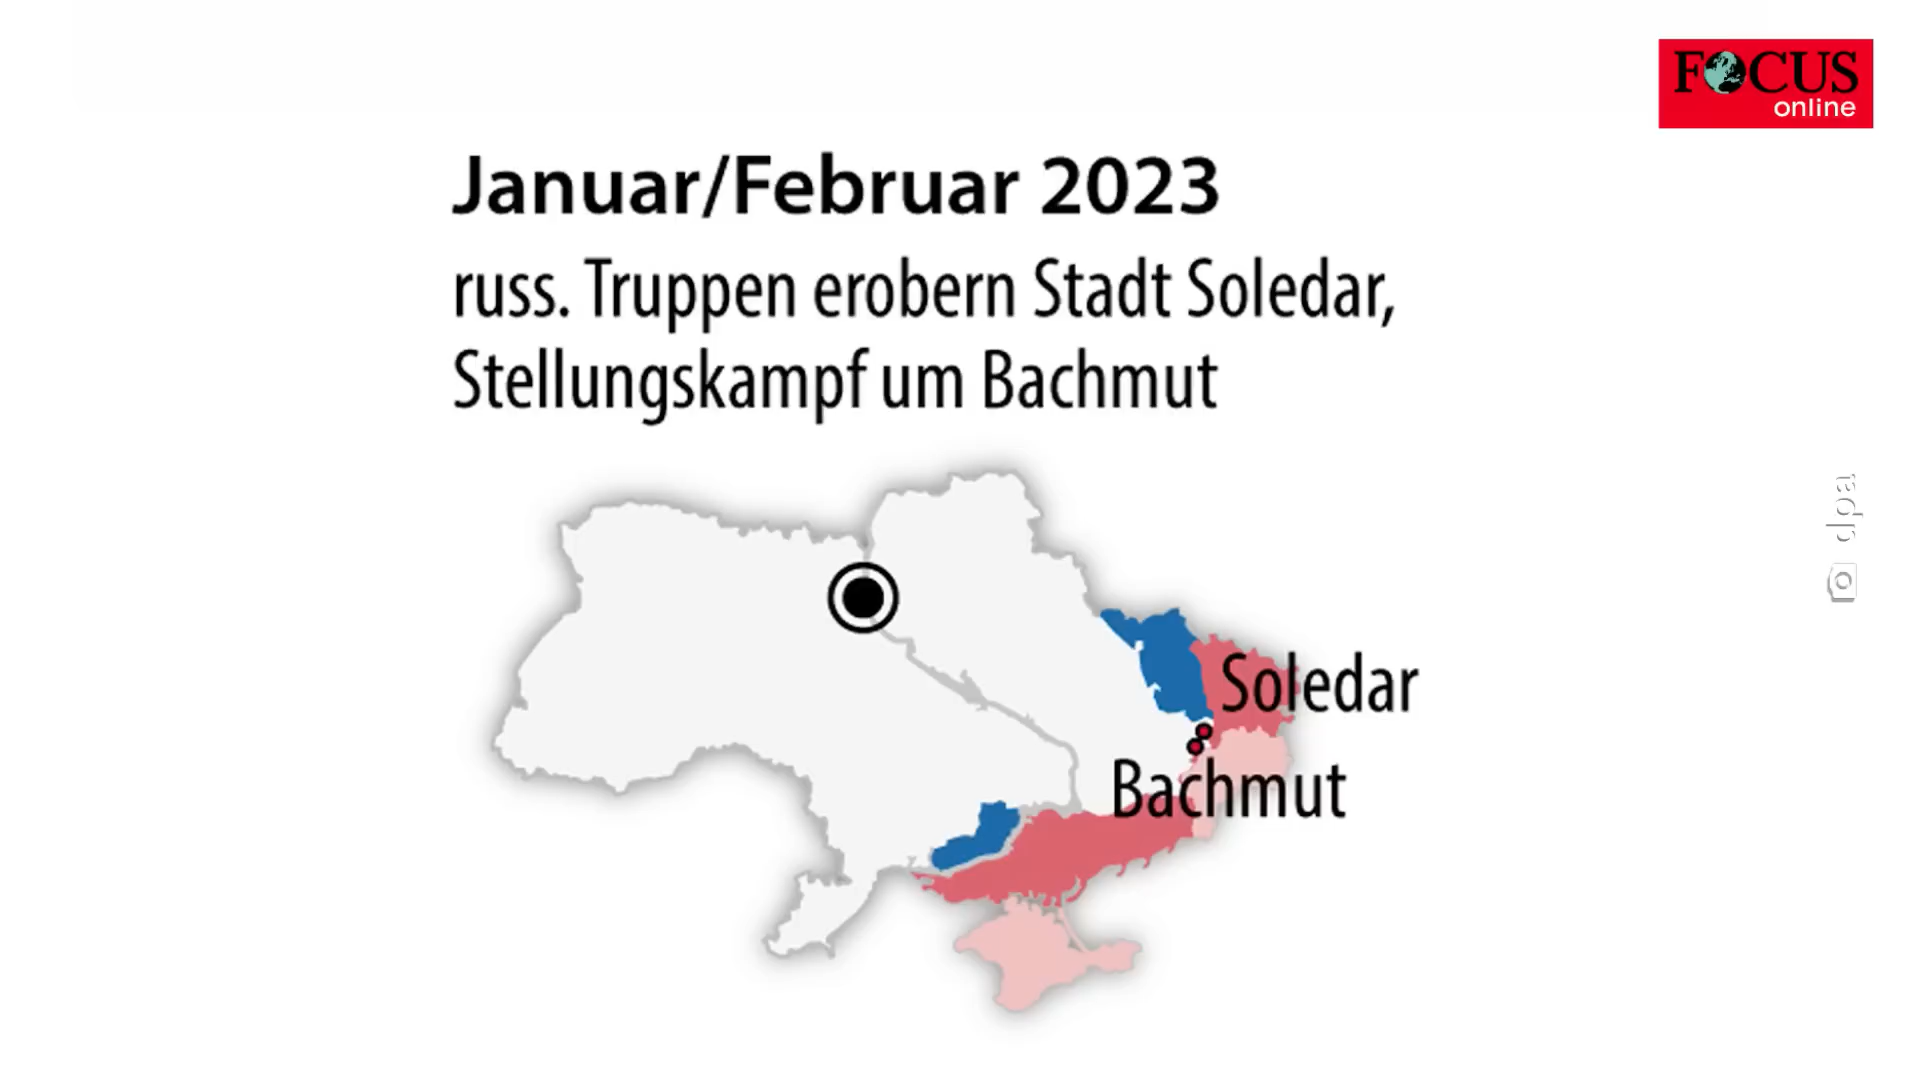 FOCUS
online
Januar/Februar 2023
russ. Truppen erobern Stadt Soledar,
Stellungskampf um Bachmut
dpa
Soledar
Bachmut